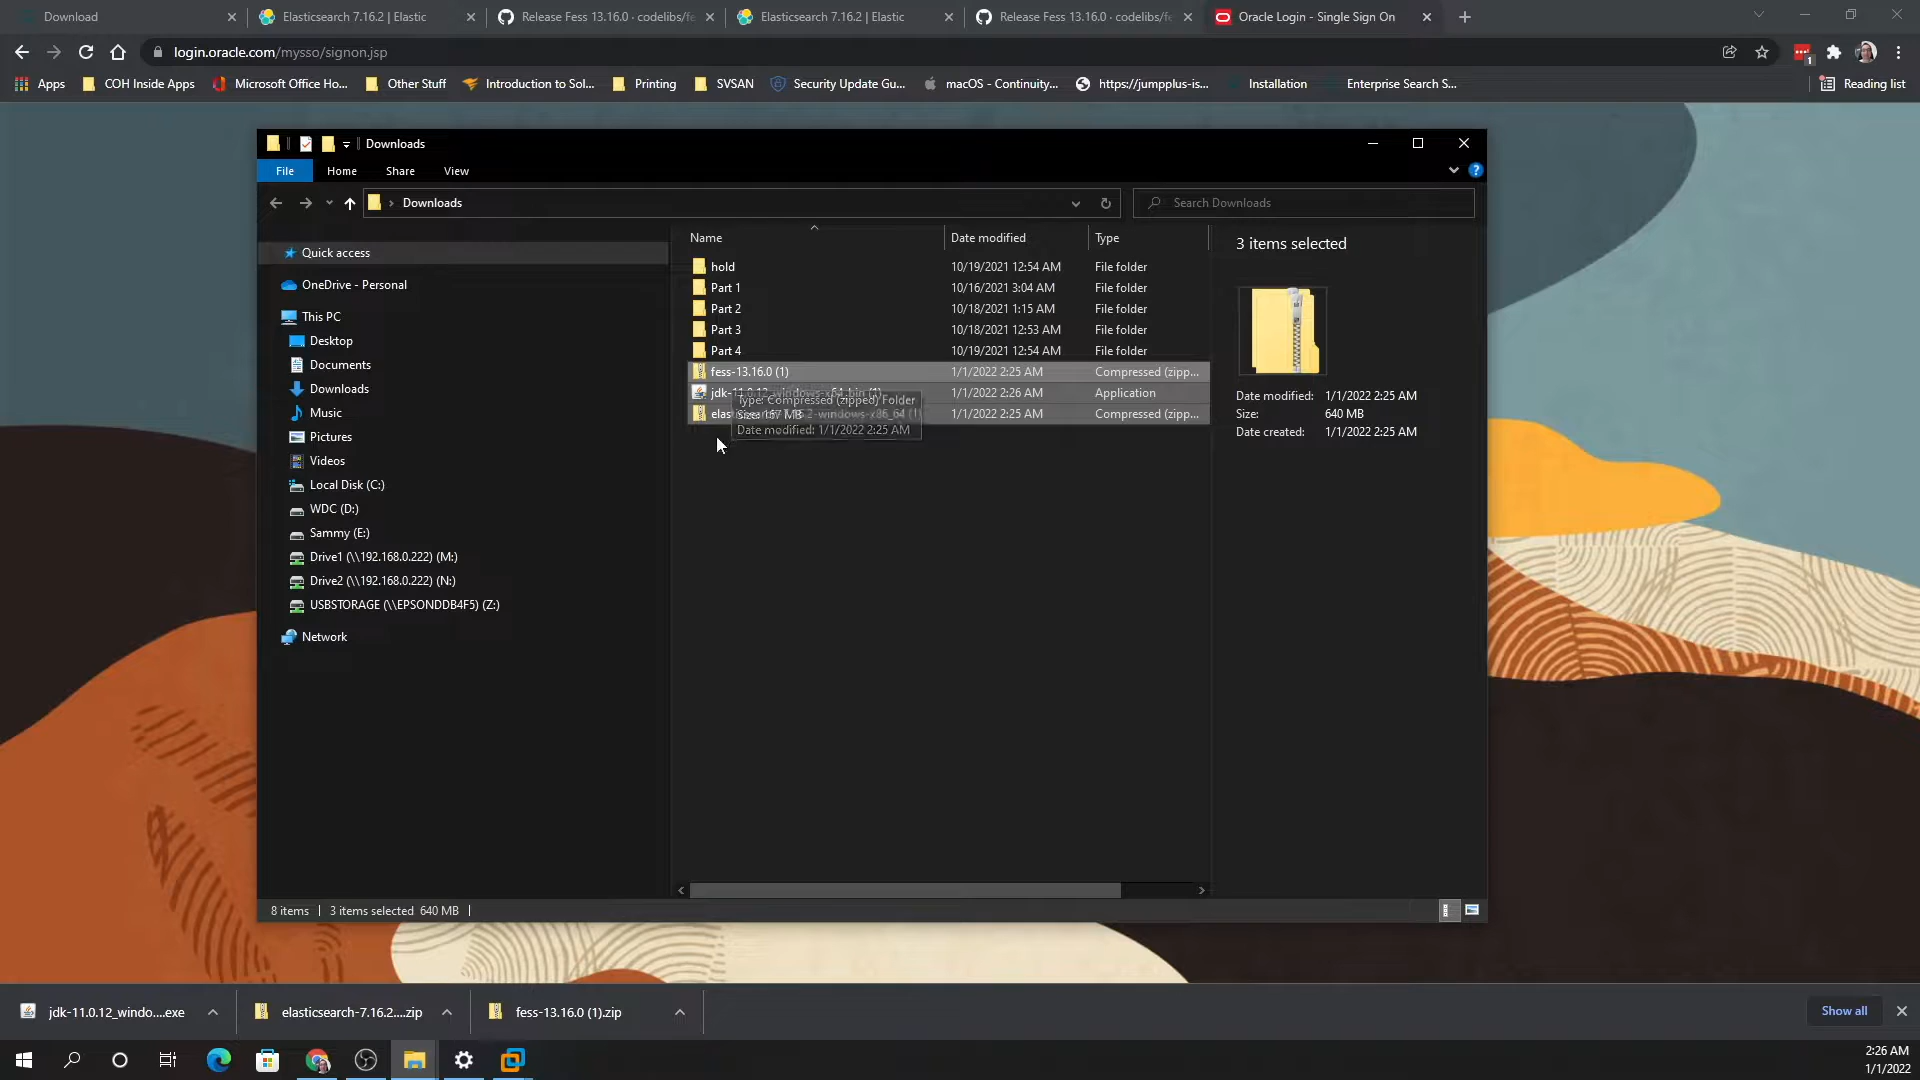 Download
Elasticsearch 7.16.2 | Elastic
Release Fess 13.16.0 · codelibs/fe
Elasticsearch 7.16.2 | Elastic
Release Fess 13.16.0 · codelibs/fe
Oracle Login - Single Sign On
login.oracle.com/mysso/signon.jsp
1
Apps
COH Inside Apps
Microsoft Office Ho...
Other Stuff
Introduction to Sol...
Printing
SVSAN
Security Update Gu...
macOS - Continuity...
https://jumpplus-is...
Installation
Enterprise Search S...
Reading list
Downloads
File
Home
Share
View
Downloads
Search Downloads
Quick access
OneDrive - Personal
This PC
Desktop
Documents
Downloads
Music
Pictures
Videos
Local Disk (C:)
WDC (D:)
Sammy (E:)
Drive1 (\\192.168.0.222) (M:)
Drive2 (\\192.168.0.222) (N:)
USBSTORAGE (\\EPSONDDB4F5) (Z:)
Network
Name Date modified Type
hold 10/19/2021 12:54 AM File folder
Part 1 10/16/2021 3:04 AM File folder
Part 2 10/18/2021 1:15 AM File folder
Part 3 10/18/2021 12:53 AM File folder
Part 4 10/19/2021 12:54 AM File folder
fess-13.16.0 (1) 1/1/2022 2:25 AM Compressed (zipp...
jdk-11.0.12_windows-x64_bin (1) 1/1/2022 2:26 AM Application
Type: Compressed (zipped) Folder
1/1/2022 2:25 AM Compressed (zipp...
Size: 167 MB
Date modified: 1/1/2022 2:25 AM
3 items selected
Date modified: 1/1/2022 2:25 AM
Size: 640 MB
Date created: 1/1/2022 2:25 AM
8 items
3 items selected 640 MB
jdk-11.0.12_windo....exe
elasticsearch-7.16.2....zip
fess-13.16.0 (1).zip
Show all
2:26 AM
1/1/2022